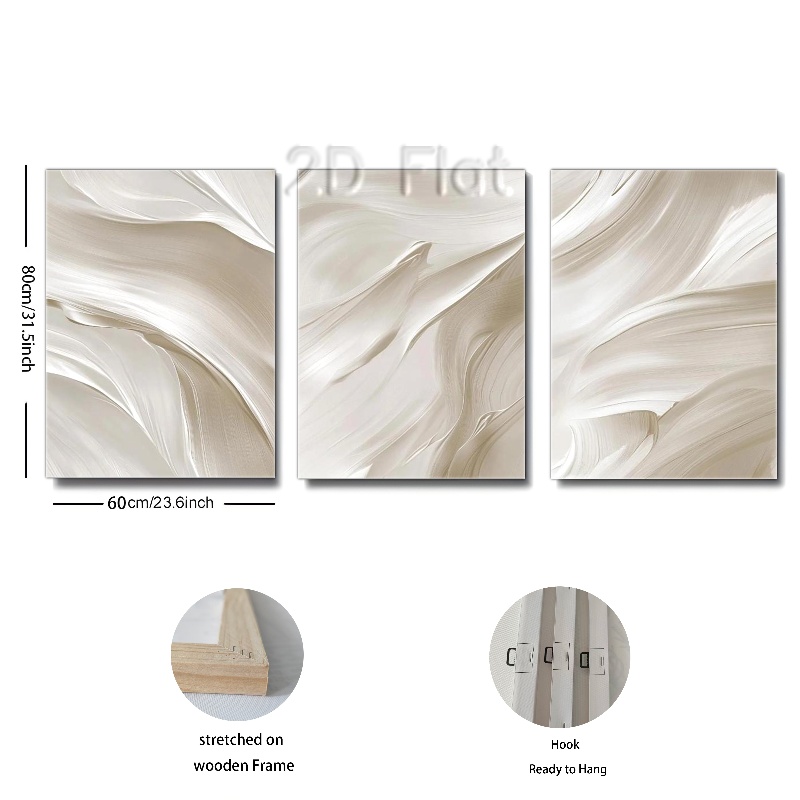 2D Flat
80cm/31.5inch
60cm/23.6inch
stretched on
wooden Frame
Hook
Ready to Hang